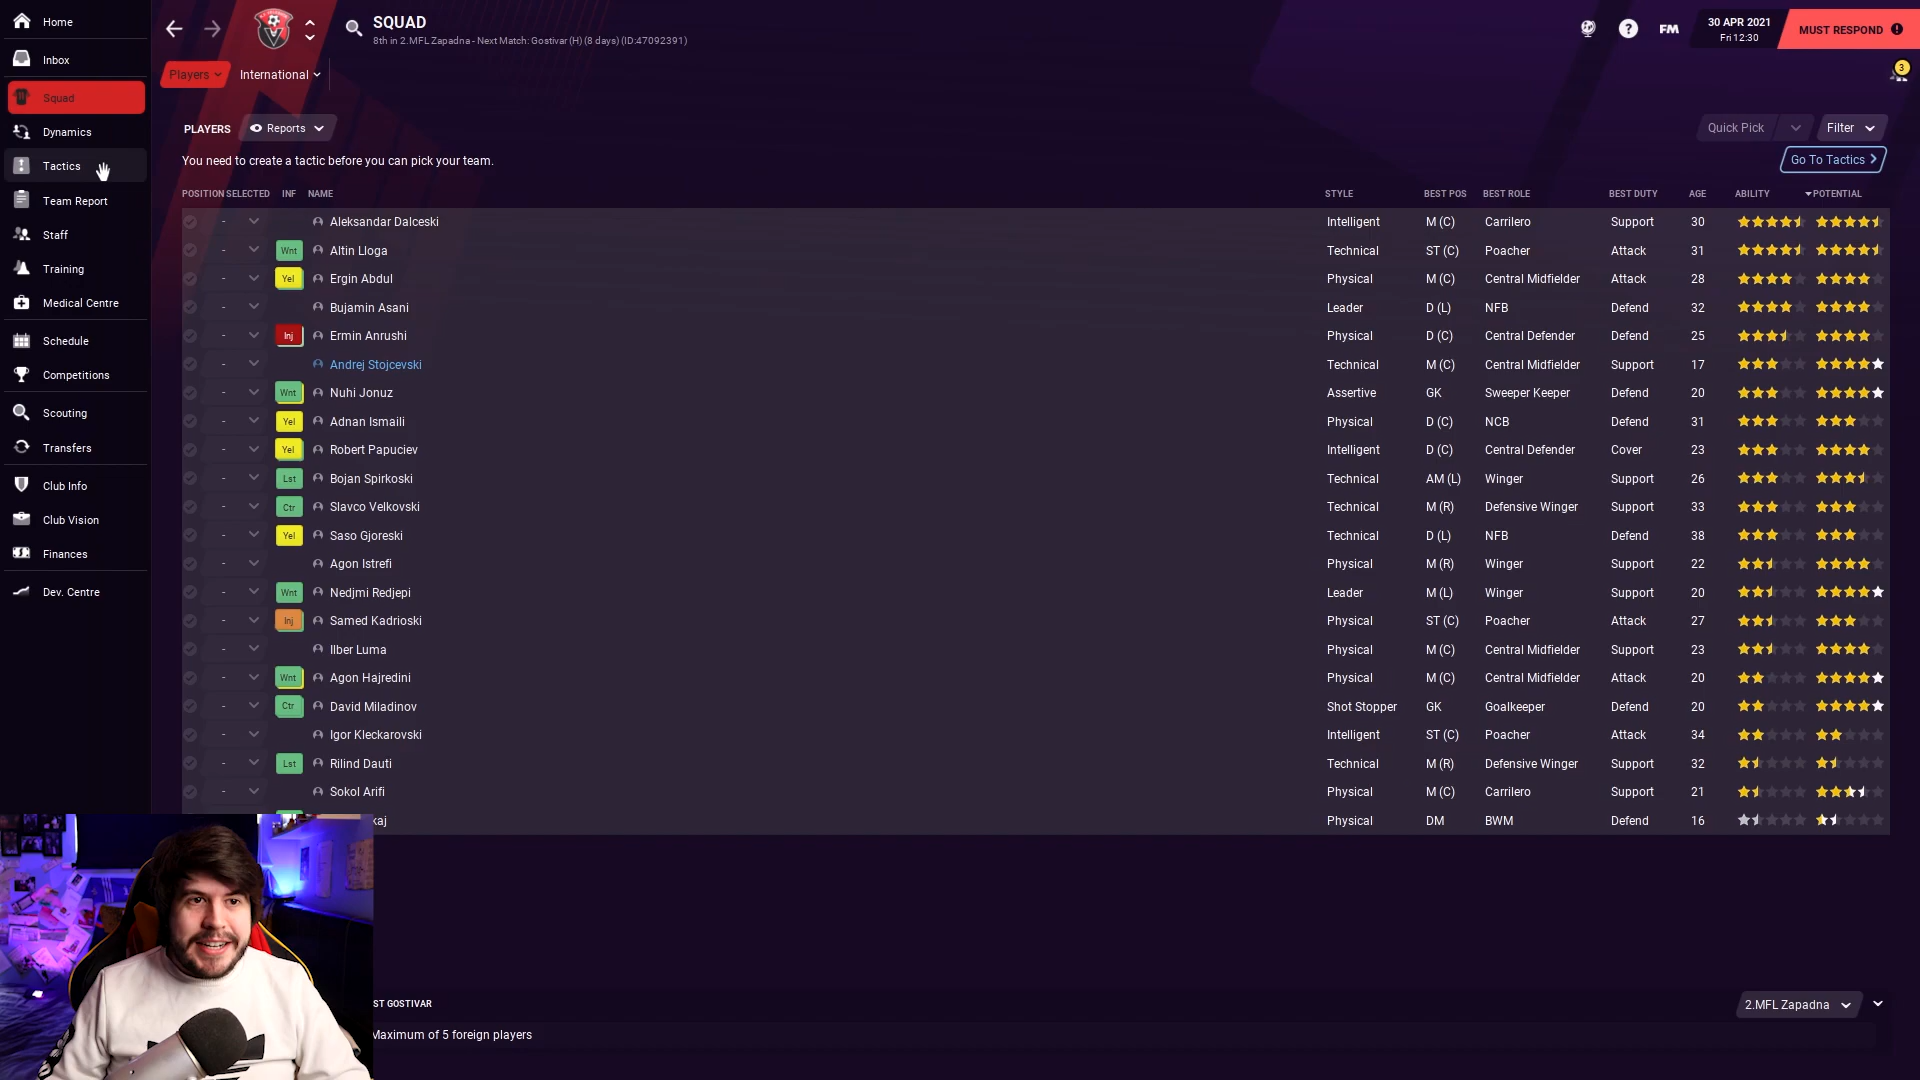 Home
Inbox
Squad
Dynamics
Tactics
Team Report
Staff
Training
Medical Centre
Schedule
Competitions
Scouting
Transfers
Club Info
Club Vision
Finances
Dev. Centre
SQUAD
8th in 2.MFL Zapadna - Next Match: Gostivar (H) (8 days) (ID:47092391)
FM
30 APR 2021
Fri 12:30
MUST RESPOND
3
Players
International
PLAYERS
Reports
Quick Pick
Filter
You need to create a tactic before you can pick your team.
Go To Tactics
POSITION SELECTED INF NAME STYLE BEST POS BEST ROLE BEST DUTY AGE ABILITY POTENTIAL
- Aleksandar Dalceski Intelligent M (C) Carrilero Support 30
- Wnt Altin Lloga Technical ST (C) Poacher Attack 31
- Yel Ergin Abdul Physical M (C) Central Midfielder Attack 28
- Bujamin Asani Leader D (L) NFB Defend 32
- Inj Ermin Anrushi Physical D (C) Central Defender Defend 25
- Andrej Stojcevski Technical M (C) Central Midfielder Support 17
- Wnt Nuhi Jonuz Assertive GK Sweeper Keeper Defend 20
- Yel Adnan Ismaili Physical D (C) NCB Defend 31
- Yel Robert Papuciev Intelligent D (C) Central Defender Cover 23
- Lst Bojan Spirkoski Technical AM (L) Winger Support 26
- Ctr Slavco Velkovski Technical M (R) Defensive Winger Support 33
- Yel Saso Gjoreski Technical D (L) NFB Defend 38
- Agon Istrefi Physical M (R) Winger Support 22
- Wnt Nedjmi Redjepi Leader M (L) Winger Support 20
- Inj Samed Kadrioski Physical ST (C) Poacher Attack 27
- Ilber Luma Physical M (C) Central Midfielder Support 23
- Wnt Agon Hajredini Physical M (C) Central Midfielder Attack 20
- Ctr David Miladinov Shot Stopper GK Goalkeeper Defend 20
- Igor Kleckarovski Intelligent ST (C) Poacher Attack 34
- Lst Rilind Dauti Technical M (R) Defensive Winger Support 32
- Sokol Arifi Physical M (C) Carrilero Support 21
kaj Physical DM BWM Defend 16
ST GOSTIVAR
2.MFL Zapadna
Maximum of 5 foreign players